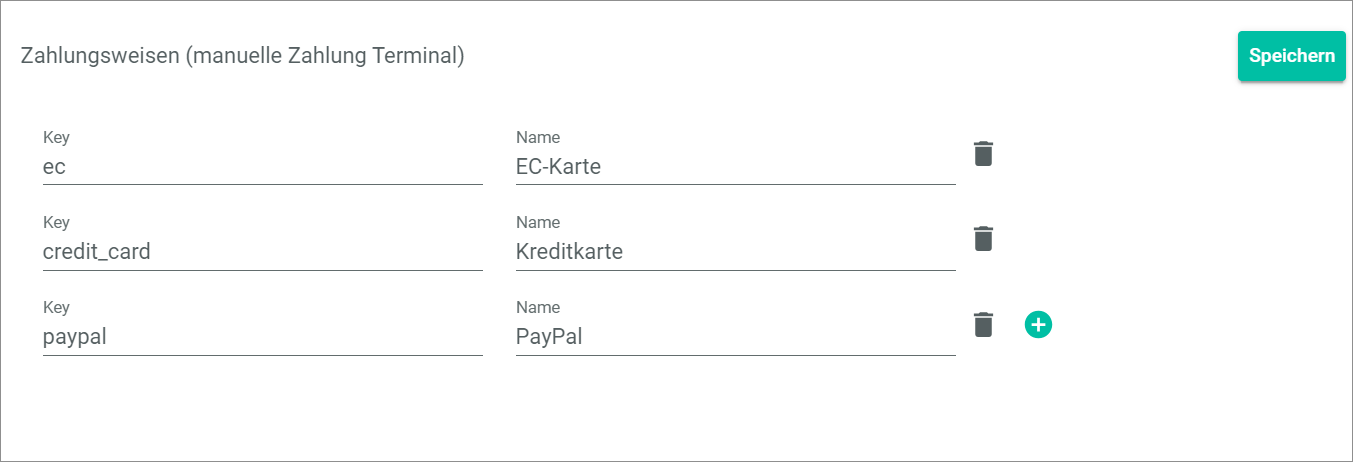 Zahlungsweisen (manuelle Zahlung Terminal)
Speichern
Key
Name
ec
EC-Karte
Key
Name
credit_card
Kreditkarte
Key
Name
paypal
PayPal